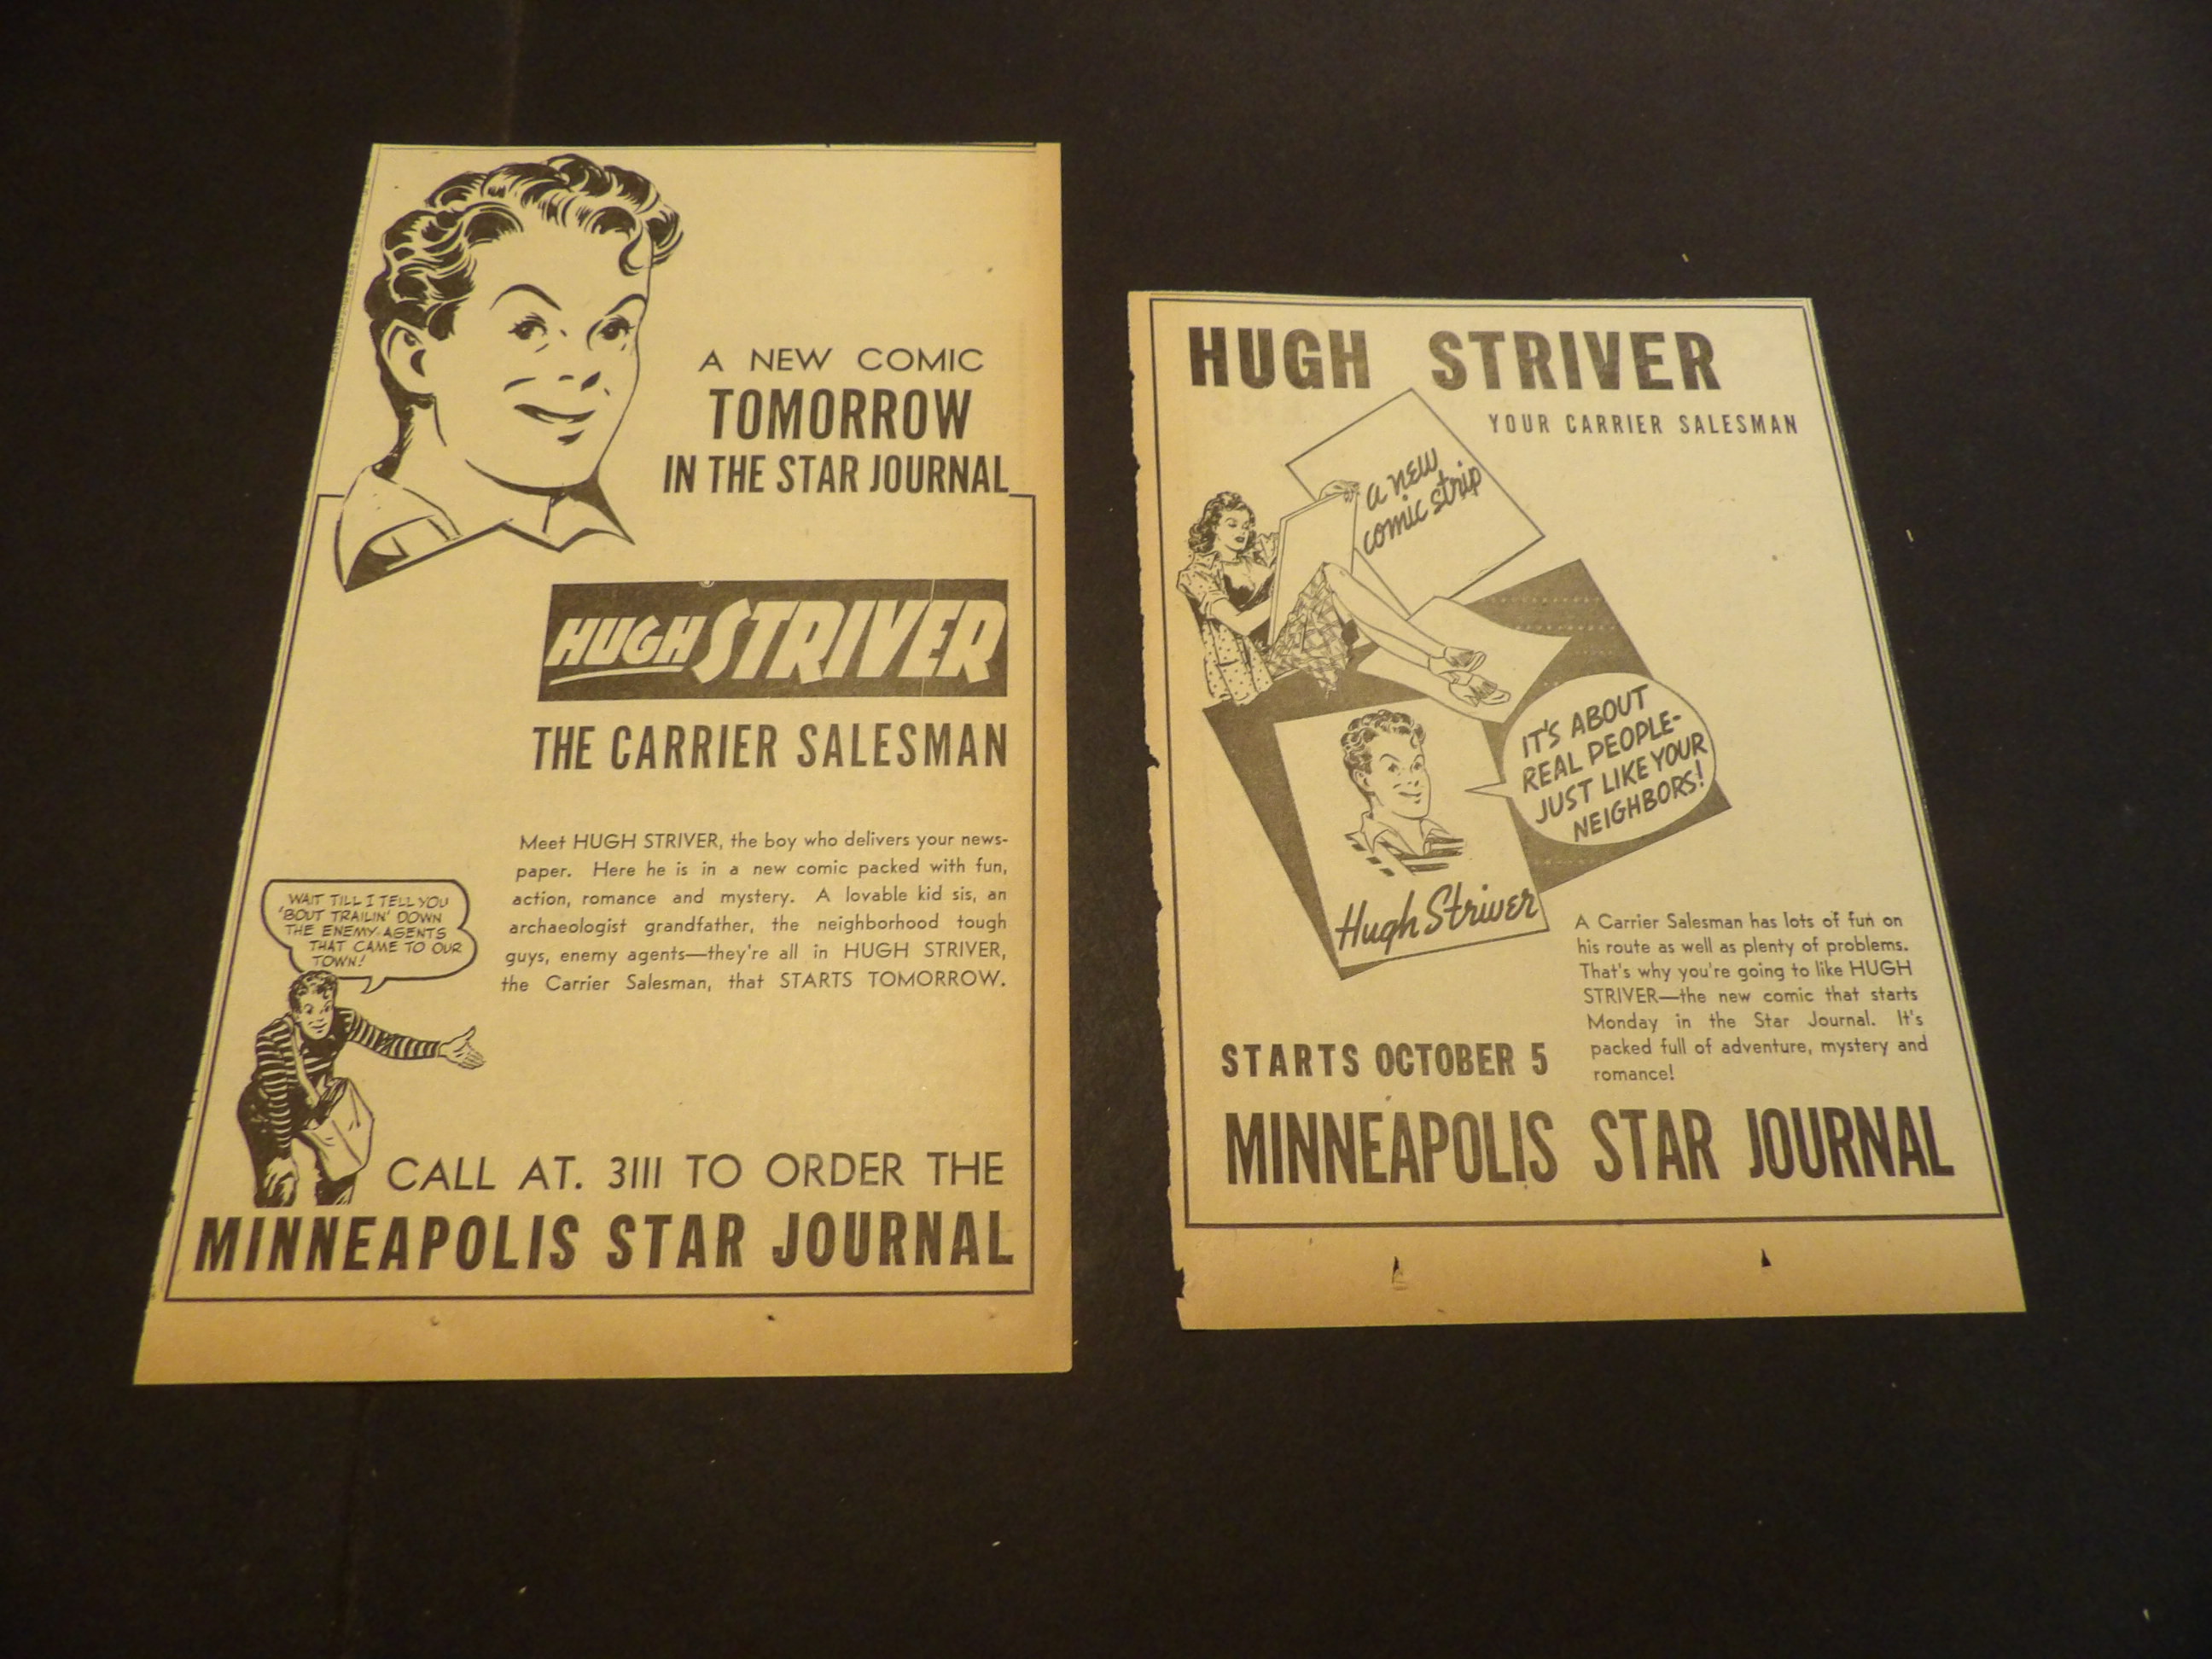 A NEW COMIC
TOMORROW
IN THE STAR JOURNAL
HUGH STRIVER
THE CARRIER SALESMAN
Meet HUGH STRIVER, the boy who delivers your news-
paper. Here he is in a new comic packed with fun,
action, romance and mystery. A lovable kid sis, an
archaeologist grandfather, the neighborhood tough
guys, enemy agents—they're all in HUGH STRIVER,
the Carrier Salesman, that STARTS TOMORROW.
WAIT TILL I TELL YOU
'BOUT TRAILIN' DOWN
THE ENEMY AGENTS
THAT CAME TO OUR
TOWN!
CALL AT. 3111 TO ORDER THE
MINNEAPOLIS STAR JOURNAL
HUGH STRIVER
YOUR CARRIER SALESMAN
a new
comic strip
IT'S ABOUT
REAL PEOPLE-
JUST LIKE YOUR
NEIGHBORS!
Hugh Striver
A Carrier Salesman has lots of fun on
his route as well as plenty of problems.
That's why you're going to like HUGH
STRIVER—the new comic that starts
Monday in the Star Journal. It's
packed full of adventure, mystery and
romance!
STARTS OCTOBER 5
MINNEAPOLIS STAR JOURNAL